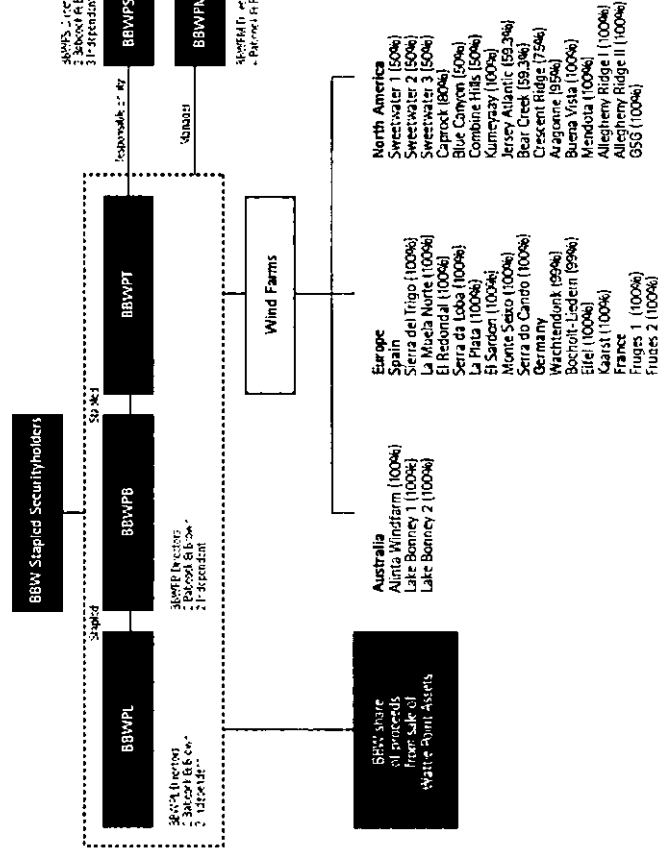 BBW Stapled Securityholders
Stapled
Stapled
BBWPL
BBWPB
BBWPT
BBWPS
BBWPM
Responsible entity
Manager
Directors
2 Babcock & Brown
2 Independent
Directors
2 Independent
3 Independent
BBW share
of proceeds
from sale of
Wattle Point Assets
Wind Farms
Australia
Alinta Windfarm (100%)
Lake Bonney 1 (100%)
Lake Bonney 2 (100%)
Europe
Spain
Sierra del Trigo (100%)
La Muela Norte (100%)
El Redondal (100%)
Serra da Loba (100%)
La Plata (100%)
El Sardon (100%)
Monte Seixo (100%)
Serra do Cando (100%)
Germany
Wachtendonk (99%)
Bocholt-Liedern (99%)
Eifel (100%)
Kaarst (100%)
France
Fruges 1 (100%)
Fruges 2 (100%)
North America
Sweetwater 1 (50%)
Sweetwater 2 (50%)
Sweetwater 3 (50%)
Caprock (80%)
Blue Canyon (50%)
Combine Hills (50%)
Kumeyaay (100%)
Jersey Atlantic (59.3%)
Bear Creek (59.3%)
Crescent Ridge (75%)
Aragonne (95%)
Buena Vista (100%)
Mendota (100%)
Allegheny Ridge I (100%)
Allegheny Ridge II (100%)
GSG (100%)